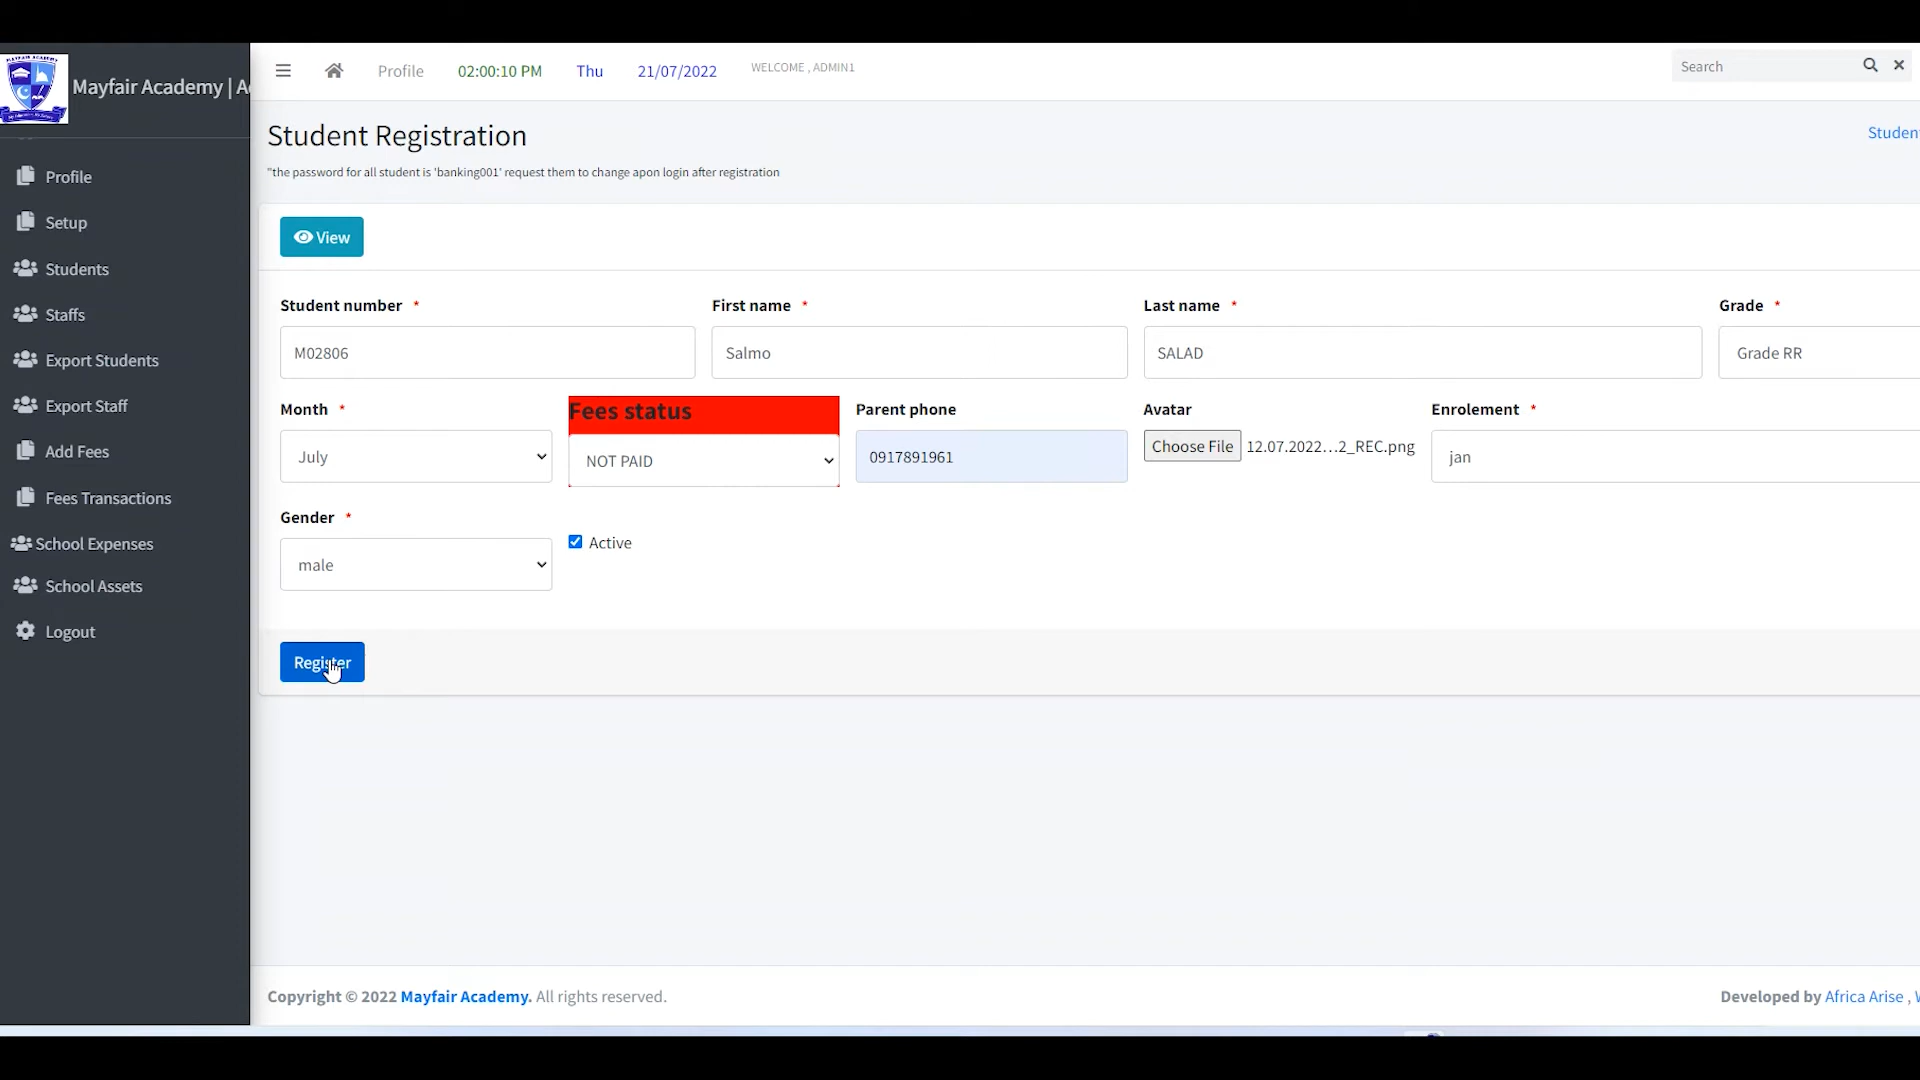 Mayfair Academy | A
Profile
02:00:10 PM
Thu
21/07/2022
WELCOME , ADMIN1
Search
Profile
Setup
Students
Staffs
Export Students
Export Staff
Add Fees
Fees Transactions
School Expenses
School Assets
Logout
Student Registration
Studen
"the password for all student is 'banking001' request them to change apon login after registration
View
Student number *
First name *
Last name *
Grade *
M02806
Salmo
SALAD
Grade RR
Month *
Fees status
Parent phone
Avatar
Enrolement *
July
NOT PAID
0917891961
Choose File 12.07.2022...2_REC.png
jan
Gender *
male
Active
Register
Copyright © 2022 Mayfair Academy. All rights reserved.
Developed by Africa Arise ,